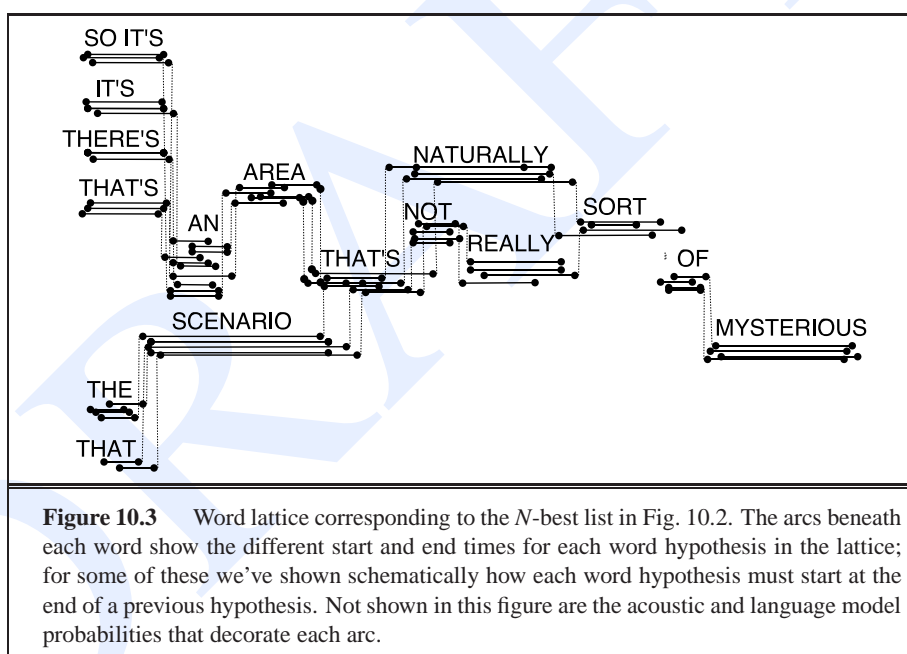 SO IT'S
IT'S
THERE'S
THAT'S
AN
AREA
NATURALLY
NOT
SORT
REALLY
THAT'S
OF
SCENARIO
MYSTERIOUS
THE
THAT
Figure 10.3 Word lattice corresponding to the N-best list in Fig. 10.2. The arcs beneath
each word show the different start and end times for each word hypothesis in the lattice;
for some of these we've shown schematically how each word hypothesis must start at the
end of a previous hypothesis. Not shown in this figure are the acoustic and language model
probabilities that decorate each arc.
DRAFT